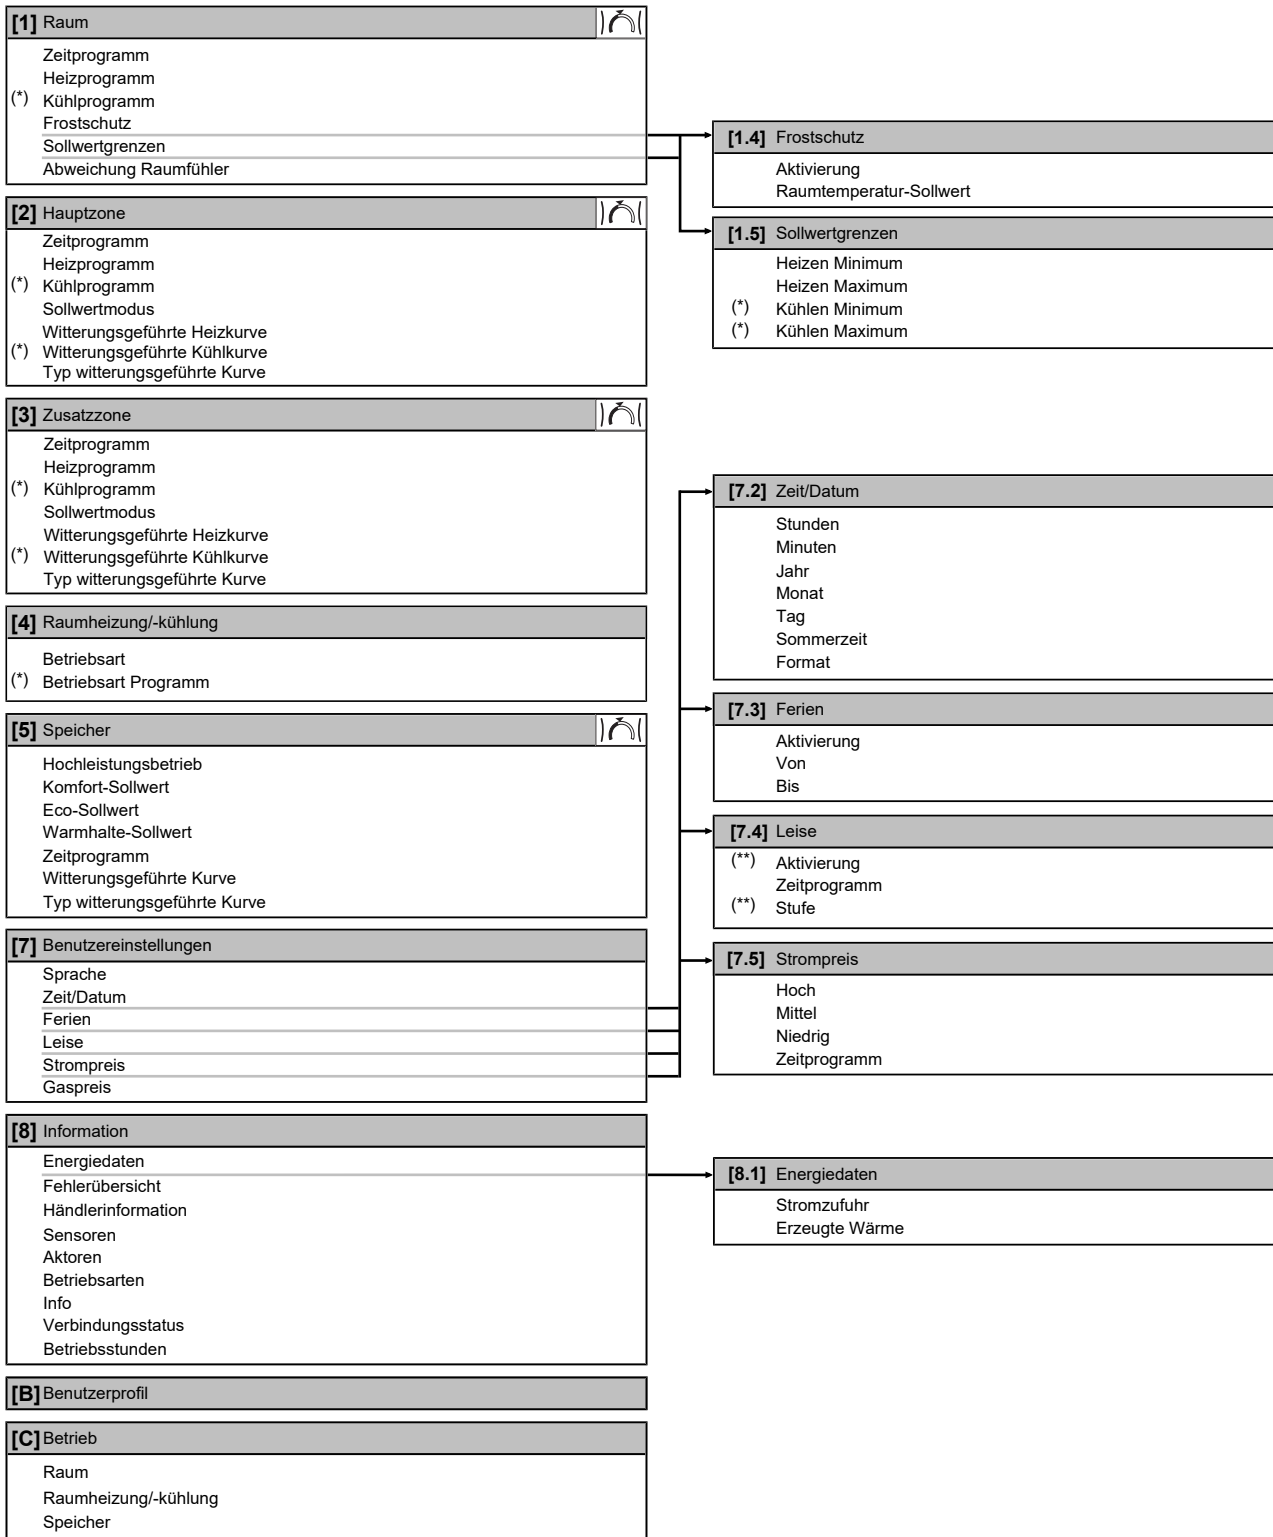 [1] Raum
Zeitprogramm
Heizprogramm
(*) Kühlprogramm
Frostschutz
Sollwertgrenzen
Abweichung Raumfühler
[1.4] Frostschutz
Aktivierung
Raumtemperatur-Sollwert
[1.5] Sollwertgrenzen
Heizen Minimum
Heizen Maximum
(*) Kühlen Minimum
(*) Kühlen Maximum
[2] Hauptzone
Zeitprogramm
Heizprogramm
(*) Kühlprogramm
Sollwertmodus
Witterungsgeführte Heizkurve
(*) Witterungsgeführte Kühlkurve
Typ witterungsgeführte Kurve
[3] Zusatzzone
Zeitprogramm
Heizprogramm
(*) Kühlprogramm
Sollwertmodus
Witterungsgeführte Heizkurve
(*) Witterungsgeführte Kühlkurve
Typ witterungsgeführte Kurve
[4] Raumheizung/-kühlung
Betriebsart
(*) Betriebsart Programm
[5] Speicher
Hochleistungsbetrieb
Komfort-Sollwert
Eco-Sollwert
Warmhalte-Sollwert
Zeitprogramm
Witterungsgeführte Kurve
Typ witterungsgeführte Kurve
[7] Benutzereinstellungen
Sprache
Zeit/Datum
Ferien
Leise
Strompreis
Gaspreis
[7.2] Zeit/Datum
Stunden
Minuten
Jahr
Monat
Tag
Sommerzeit
Format
[7.3] Ferien
Aktivierung
Von
Bis
[7.4] Leise
(**) Aktivierung
Zeitprogramm
(**) Stufe
[7.5] Strompreis
Hoch
Mittel
Niedrig
Zeitprogramm
[8] Information
Energiedaten
Fehlerübersicht
Händlerinformation
Sensoren
Aktoren
Betriebsarten
Info
Verbindungsstatus
Betriebsstunden
[8.1] Energiedaten
Stromzufuhr
Erzeugte Wärme
[B] Benutzerprofil
[C] Betrieb
Raum
Raumheizung/-kühlung
Speicher